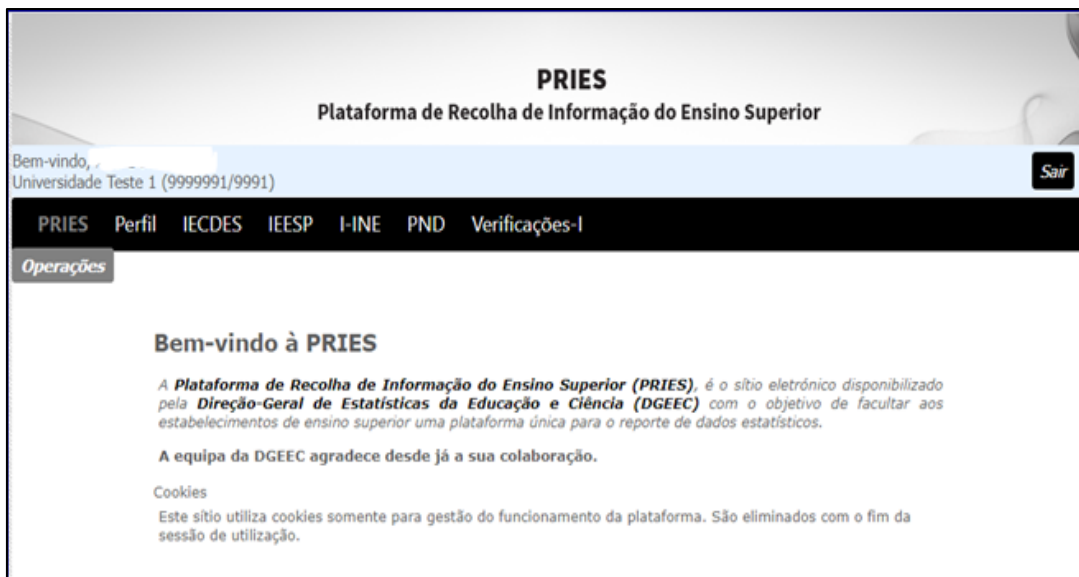 PRIES
Plataforma de Recolha de Informação do Ensino Superior
Bem-vindo,
Universidade Teste 1 (9999991/9991)
Sair
PRIES Perfil IECDES IEESP I-INE PND Verificações-I
Operações
Bem-vindo à PRIES
A Plataforma de Recolha de Informação do Ensino Superior (PRIES), é o sítio eletrónico disponibilizado
pela Direção-Geral de Estatísticas da Educação e Ciência (DGEEC) com o objetivo de facultar aos
estabelecimentos de ensino superior uma plataforma única para o reporte de dados estatísticos.
A equipa da DGEEC agradece desde já a sua colaboração.
Cookies
Este sítio utiliza cookies somente para gestão do funcionamento da plataforma. São eliminados com o fim da
sessão de utilização.